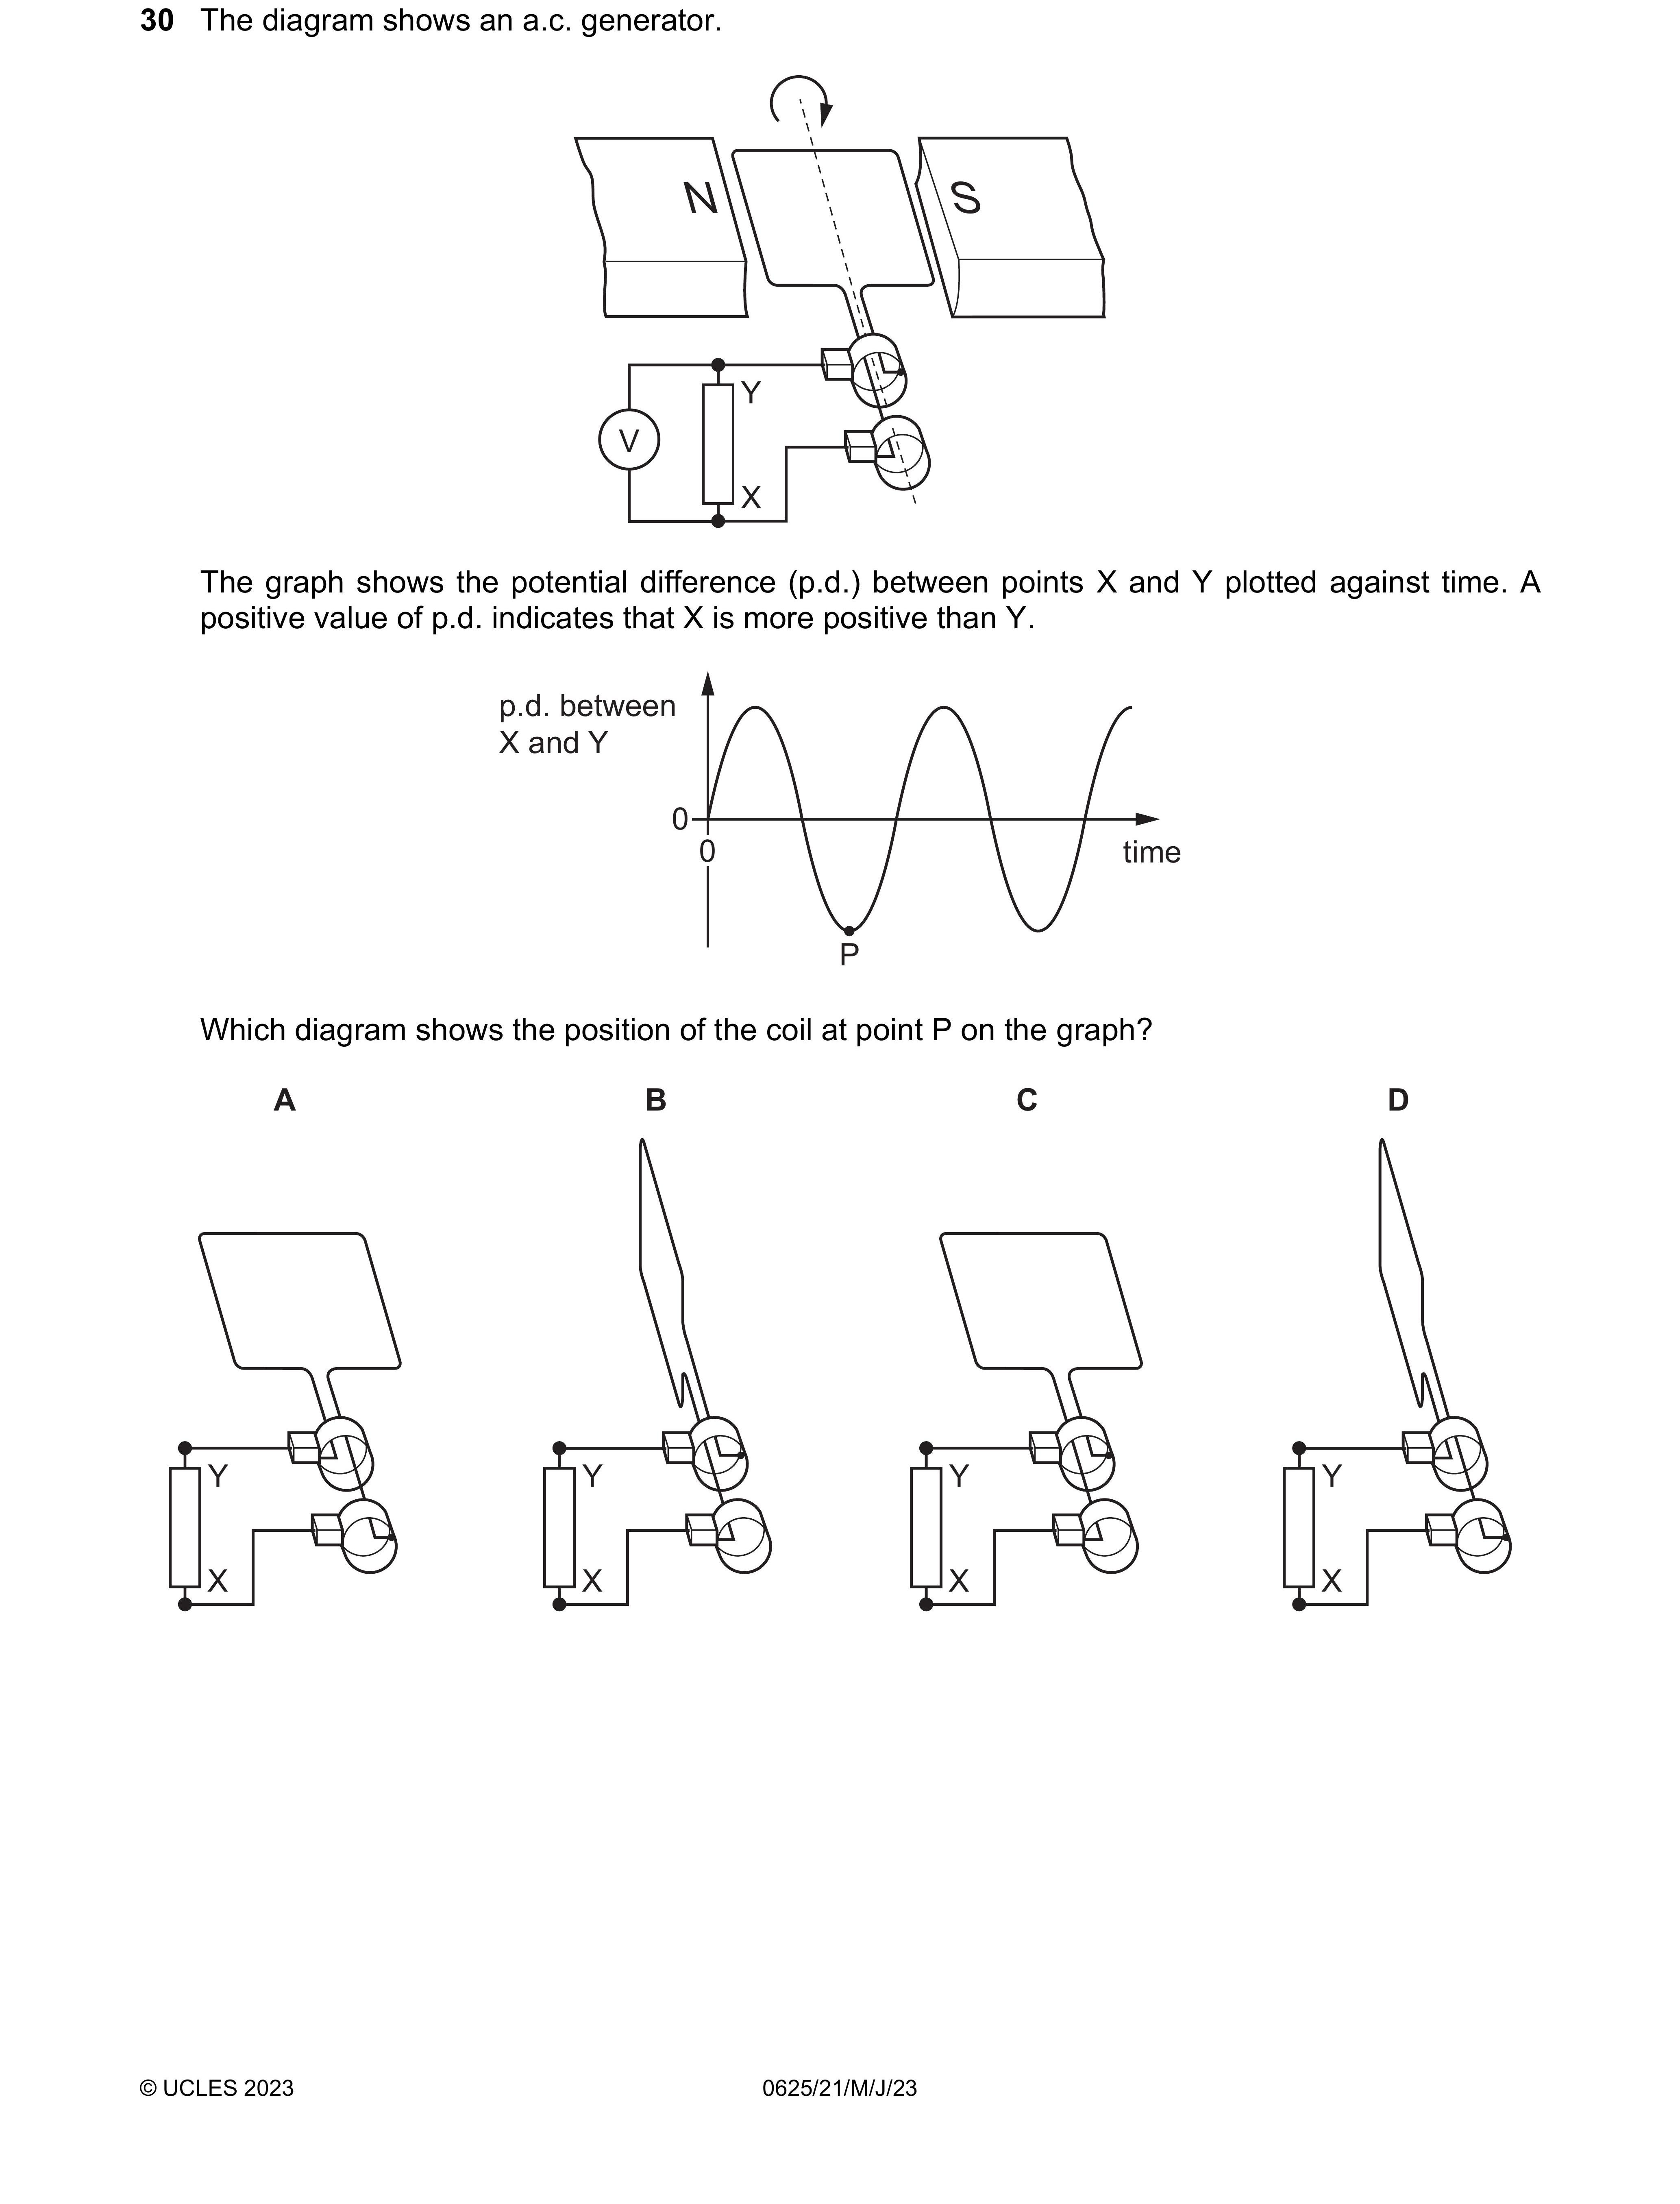 30 The diagram shows an a.c. generator.
N
S
Y
V
X
The graph shows the potential difference (p.d.) between points X and Y plotted against time. A
positive value of p.d. indicates that X is more positive than Y.
p.d. between
X and Y
0
0
time
P
Which diagram shows the position of the coil at point P on the graph?
A B C D
Y Y Y Y
X X X X
© UCLES 2023 0625/21/M/J/23